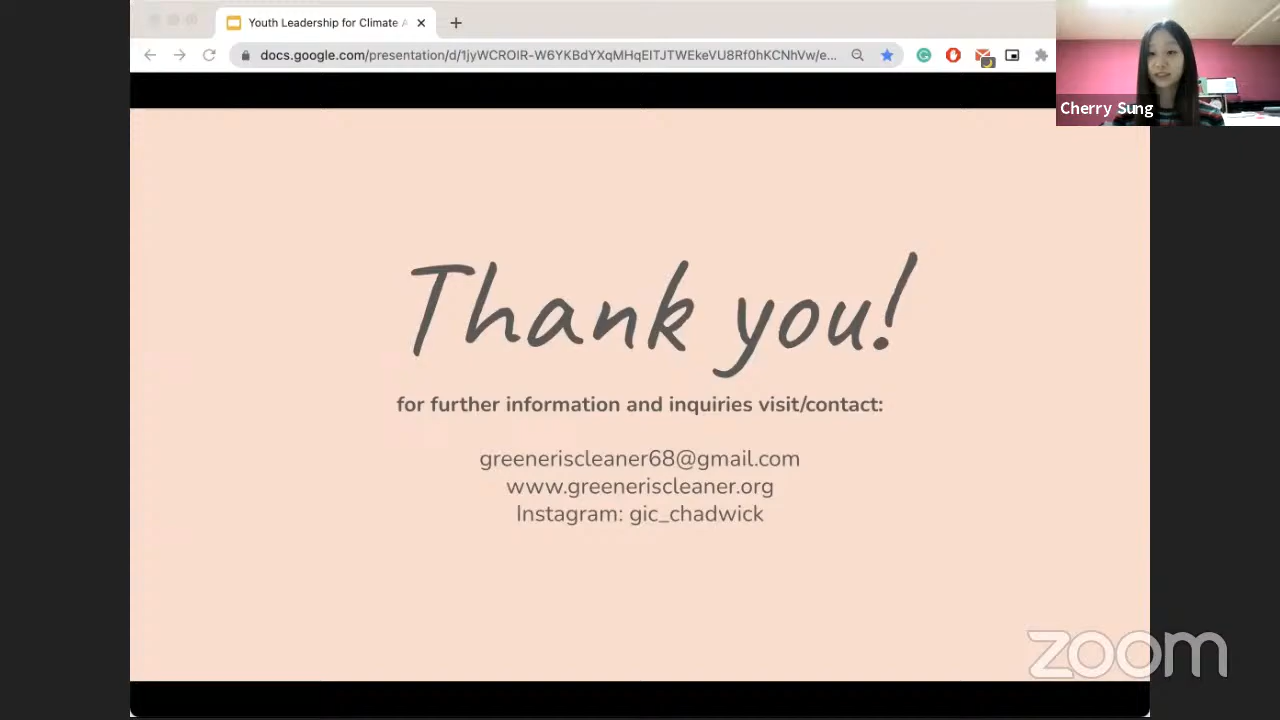 Youth Leadership for Climate A
docs.google.com/presentation/d/1jyWCROIR-W6YKBdYXqMHqEITJTWEkeVU8Rf0hKCNhVw/e...
Cherry Sung
Thank you!
for further information and inquiries visit/contact:
greeneriscleaner68@gmail.com
www.greeneriscleaner.org
Instagram: gic_chadwick
zoom